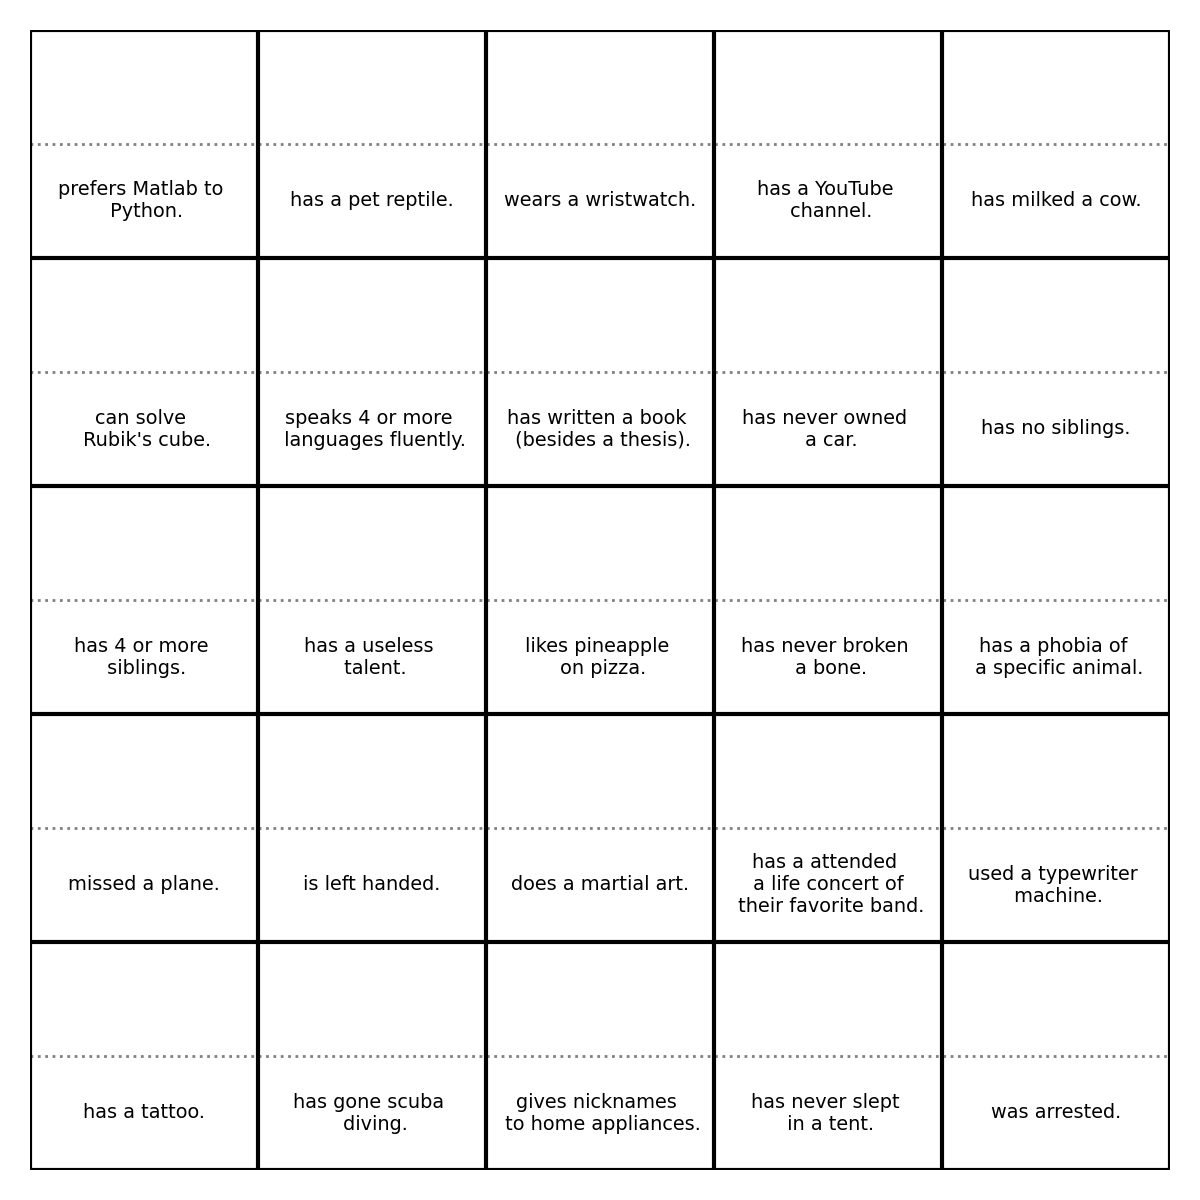 prefers Matlab to
Python.
has a pet reptile.
wears a wristwatch.
has a YouTube
channel.
has milked a cow.
can solve
Rubik's cube.
speaks 4 or more
languages fluently.
has written a book
(besides a thesis).
has never owned
a car.
has no siblings.
has 4 or more
siblings.
has a useless
talent.
likes pineapple
on pizza.
has never broken
a bone.
has a phobia of
a specific animal.
missed a plane.
is left handed.
does a martial art.
has a attended
a life concert of
their favorite band.
used a typewriter
machine.
has a tattoo.
has gone scuba
diving.
gives nicknames
to home appliances.
has never slept
in a tent.
was arrested.